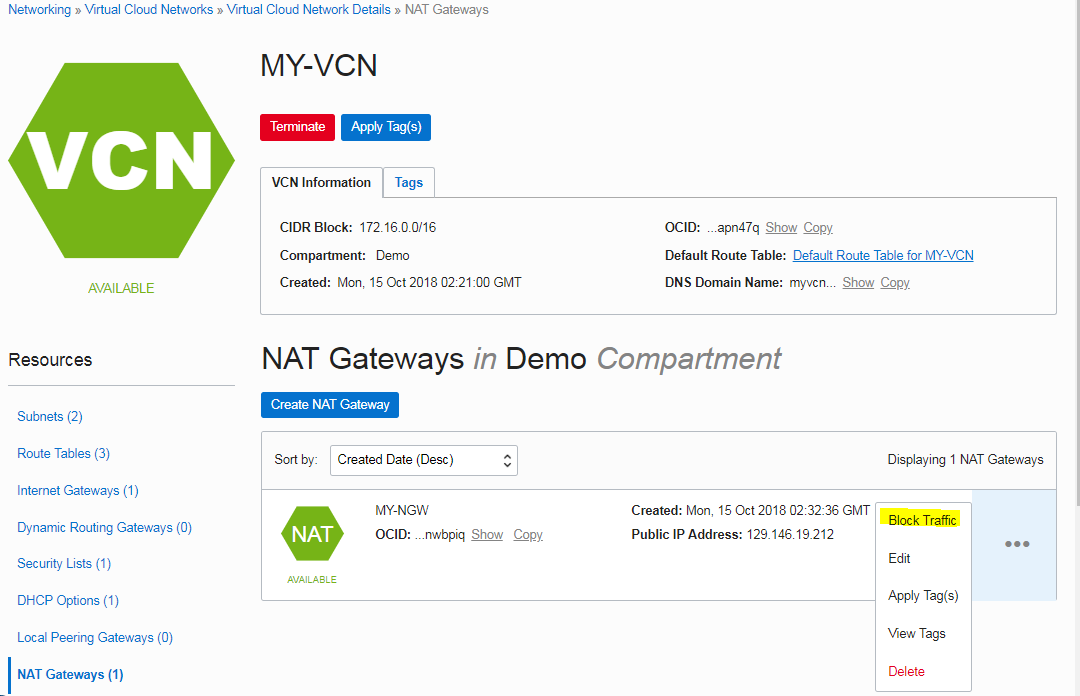 Networking » Virtual Cloud Networks » Virtual Cloud Network Details » NAT Gateways
VCN
AVAILABLE
MY-VCN
Terminate
Apply Tag(s)
VCN Information
Tags
CIDR Block: 172.16.0.0/16
Compartment: Demo
Created: Mon, 15 Oct 2018 02:21:00 GMT
OCID: ...apn47q Show Copy
Default Route Table: Default Route Table for MY-VCN
DNS Domain Name: myvcn... Show Copy
Resources
Subnets (2)
Route Tables (3)
Internet Gateways (1)
Dynamic Routing Gateways (0)
Security Lists (1)
DHCP Options (1)
Local Peering Gateways (0)
NAT Gateways (1)
NAT Gateways in Demo Compartment
Create NAT Gateway
Sort by: Created Date (Desc)
Displaying 1 NAT Gateways
NAT
AVAILABLE
MY-NGW
OCID: ...nwbpiq Show Copy
Created: Mon, 15 Oct 2018 02:32:36 GMT
Public IP Address: 129.146.19.212
Block Traffic
Edit
Apply Tag(s)
View Tags
Delete